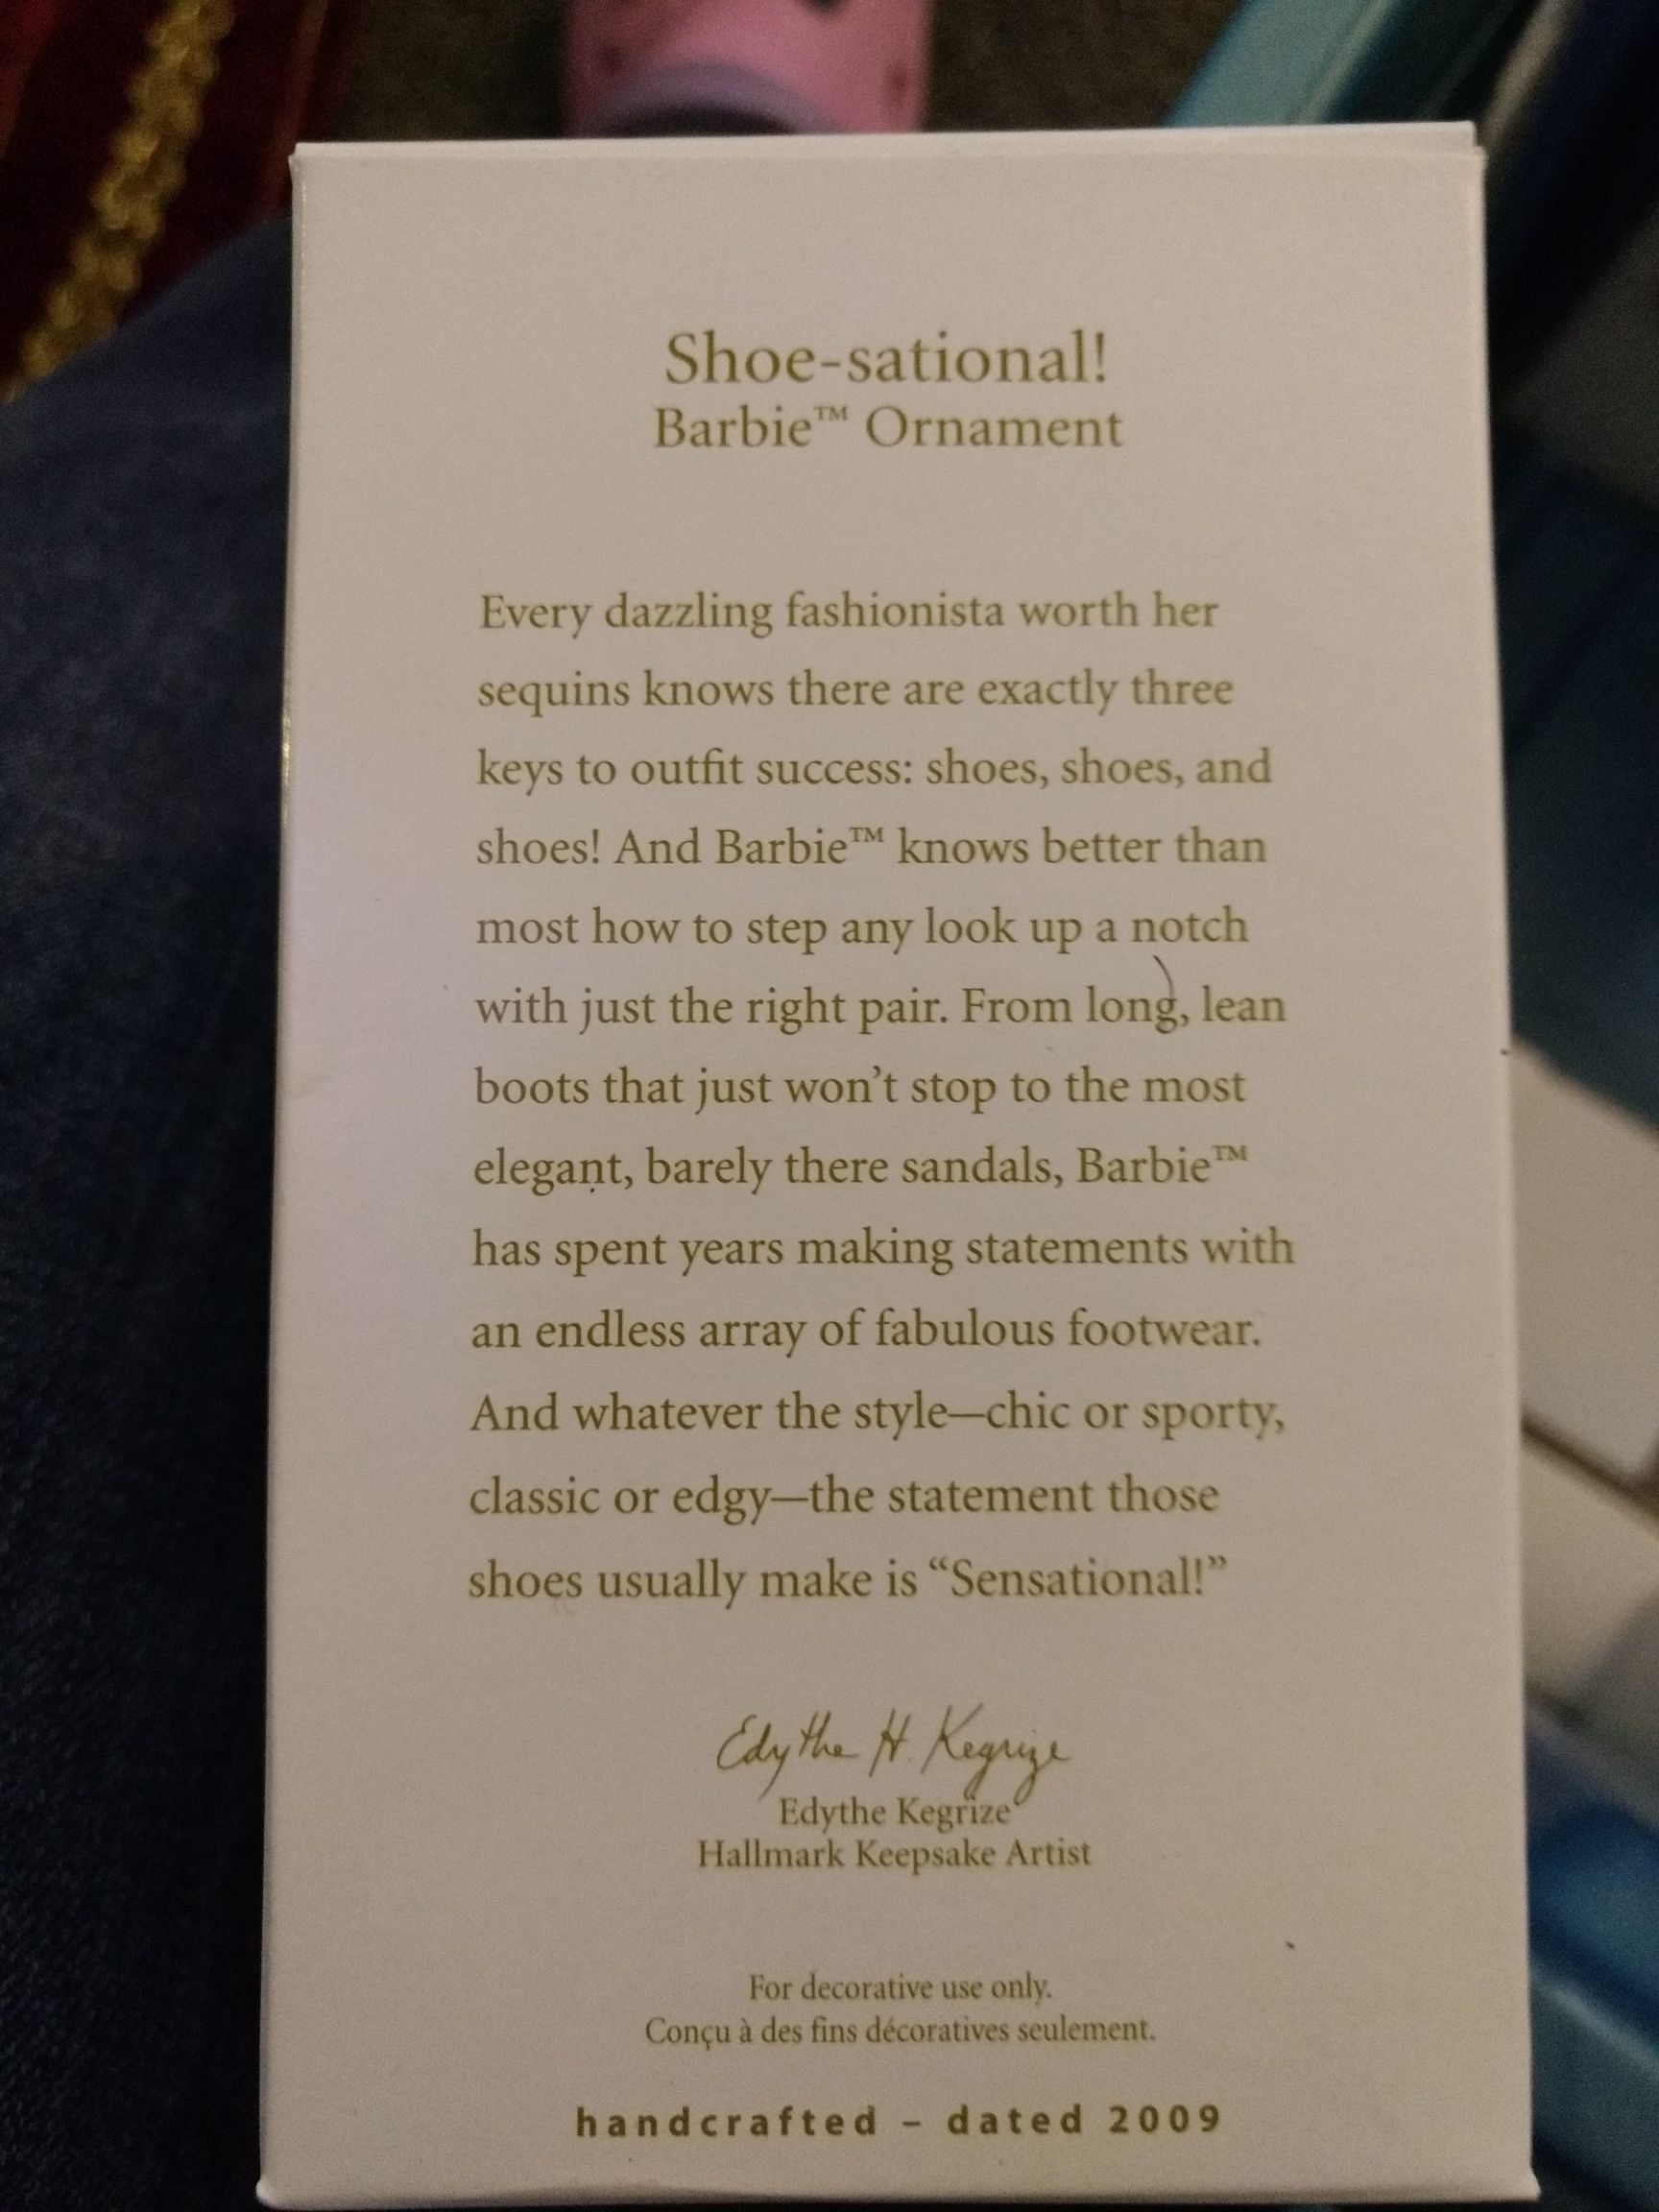 Shoe-sational!
Barbie™ Ornament
Every dazzling fashionista worth her
sequins knows there are exactly three
keys to outfit success: shoes, shoes, and
shoes! And Barbie™ knows better than
most how to step any look up a notch
with just the right pair. From long, lean
boots that just won’t stop to the most
elegant, barely there sandals, Barbie™
has spent years making statements with
an endless array of fabulous footwear.
And whatever the style—chic or sporty,
classic or edgy—the statement those
shoes usually make is “Sensational!”
Edythe H. Kegrize
Edythe Kegrize
Hallmark Keepsake Artist
For decorative use only.
Conçu à des fins décoratives seulement.
handcrafted – dated 2009